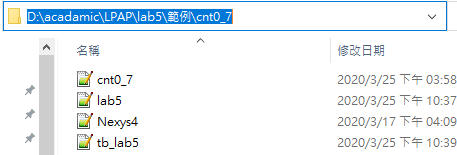 D:\acadamic\LPAP\lab5\範例\cnt0_7
名稱 修改日期
cnt0_7 2020/3/25 下午 03:58
lab5 2020/3/25 下午 10:37
Nexys4 2020/3/17 下午 04:09
tb_lab5 2020/3/25 下午 10:39